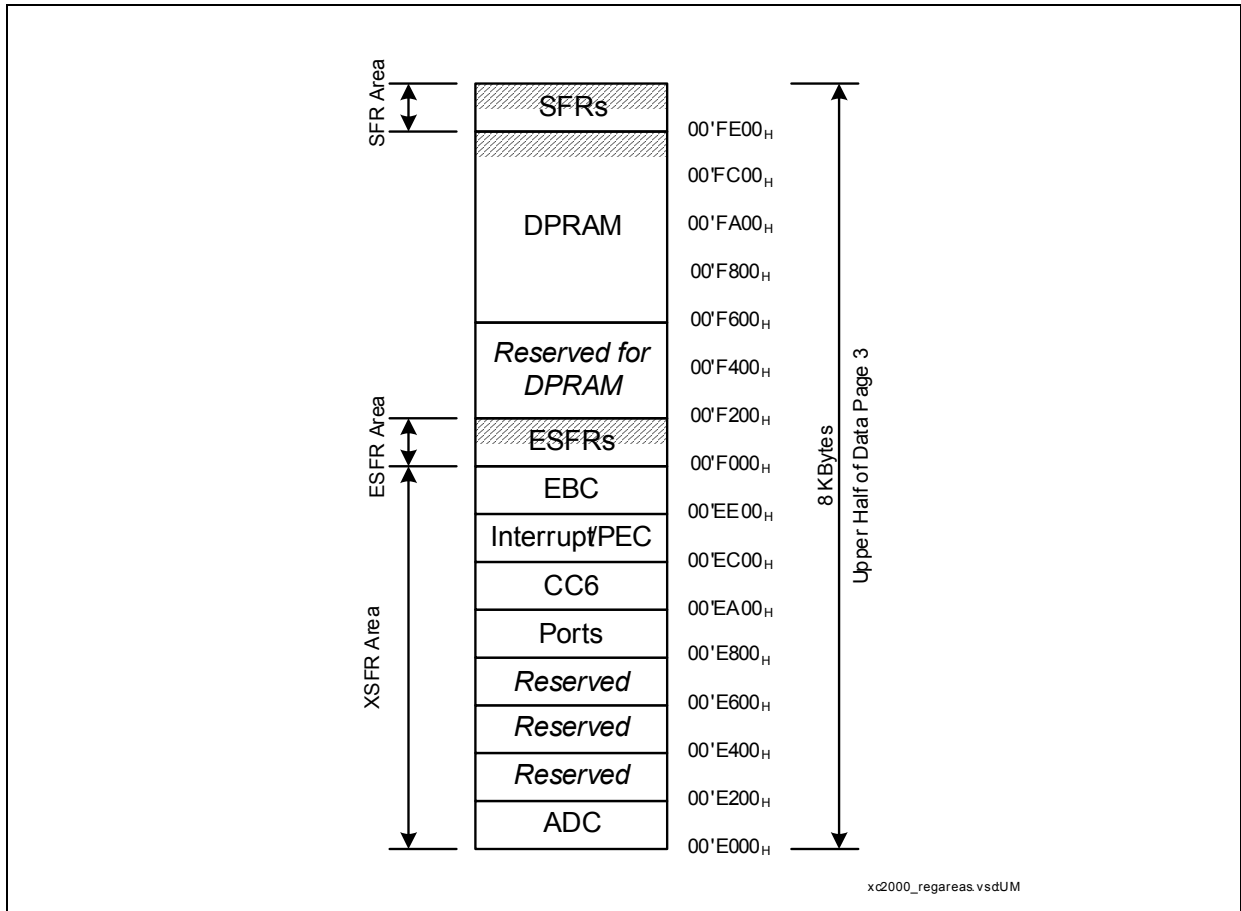 SFR Area
SFRs
00'FE00H
00'FC00H
DPRAM
00'FA00H
00'F800H
00'F600H
Reserved for
DPRAM
00'F400H
00'F200H
ESFR Area
ESFRs
00'F000H
EBC
00'EE00H
Interrupt/PEC
00'EC00H
CC6
00'EA00H
Ports
00'E800H
XSFR Area
Reserved
00'E600H
Reserved
00'E400H
Reserved
00'E200H
ADC
00'E000H
8 KBytes
Upper Half of Data Page 3
xc2000_regareas.vsdUM